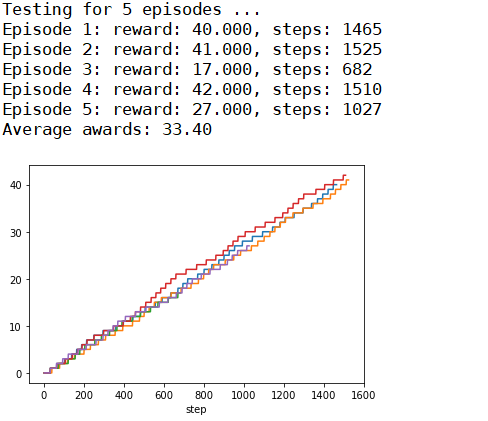 Testing for 5 episodes ...
Episode 1: reward: 40.000, steps: 1465
Episode 2: reward: 41.000, steps: 1525
Episode 3: reward: 17.000, steps: 682
Episode 4: reward: 42.000, steps: 1510
Episode 5: reward: 27.000, steps: 1027
Average awards: 33.40
40
30
20
10
0
0 200 400 600 800 1000 1200 1400 1600
step